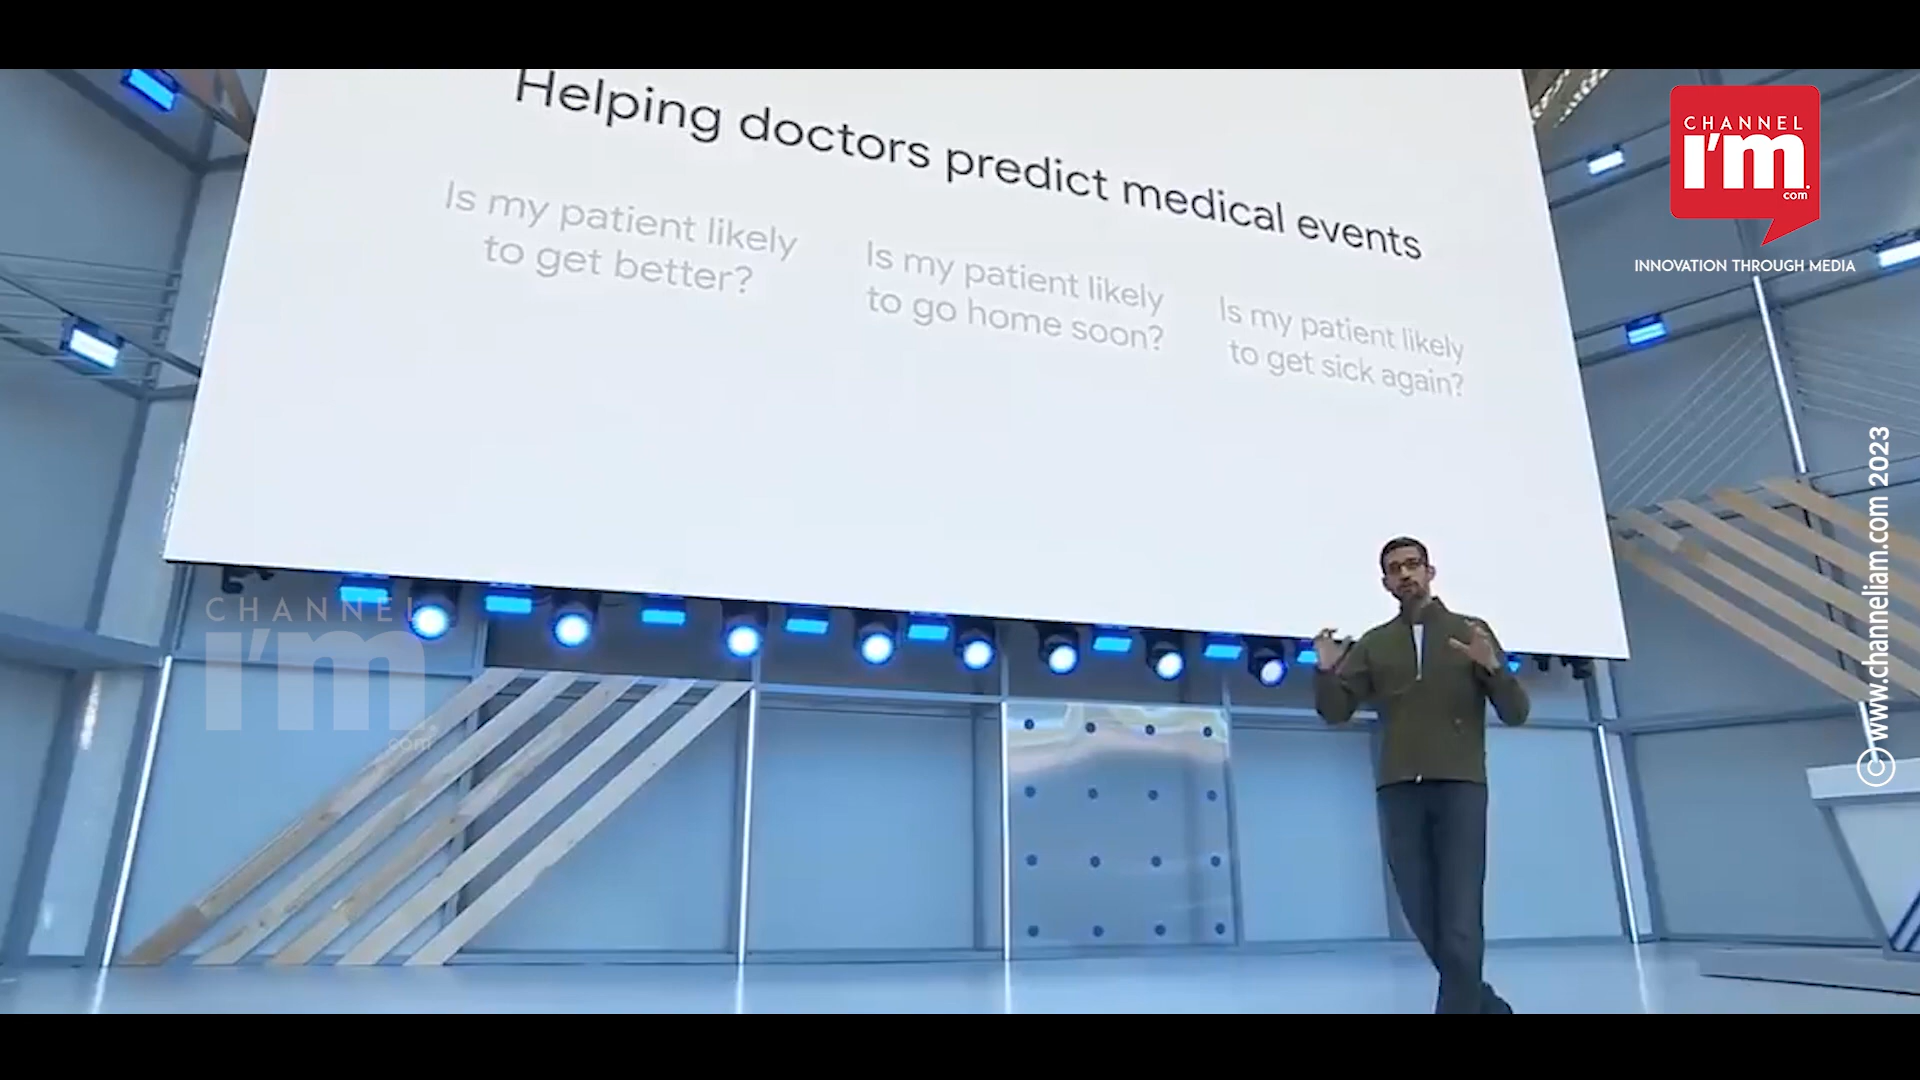 Helping doctors predict medical events
Is my patient likely
to get better?
Is my patient likely
to go home soon?
Is my patient likely
to get sick again?
CHANNEL
i'm
.com
INNOVATION THROUGH MEDIA
© www.channeliam.com 2023
CHANNEL
i'm
.com